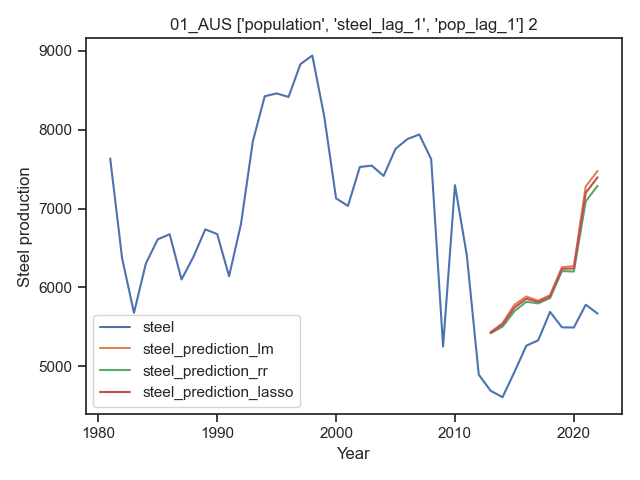 01_AUS ['population', 'steel_lag_1', 'pop_lag_1'] 2
9000
8000
7000
6000
5000
Steel production
steel
steel_prediction_lm
steel_prediction_rr
steel_prediction_lasso
1980
1990
2000
2010
2020
Year